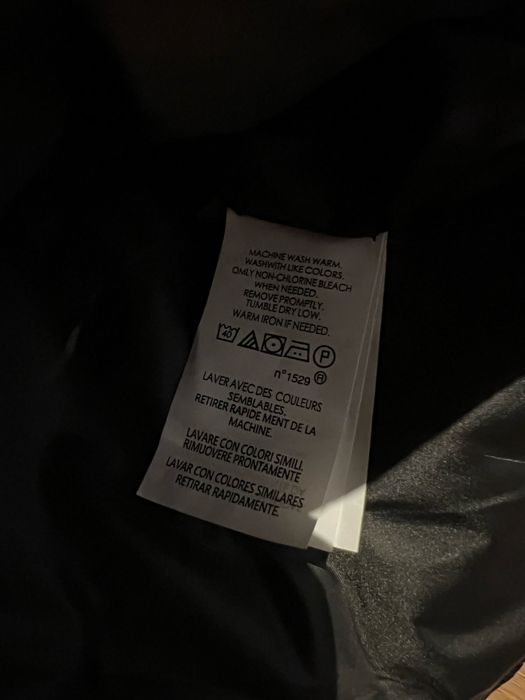 MACHINE WASH WARM.
WASHWITH LIKE COLORS.
ONLY NON-CHLORINE BLEACH
WHEN NEEDED.
REMOVE PROMPTLY.
TUMBLE DRY LOW.
WARM IRON IF NEEDED.
40 P
n°1529 ®
LAVER AVEC DES COULEURS
SEMBLABLES.
RETIRER RAPIDE MENT DE LA
MACHINE.
LAVARE CON COLORI SIMILI.
RIMUOVERE PRONTAMENTE
LAVAR CON COLORES SIMILARES
RETIRAR RAPIDAMENTE.